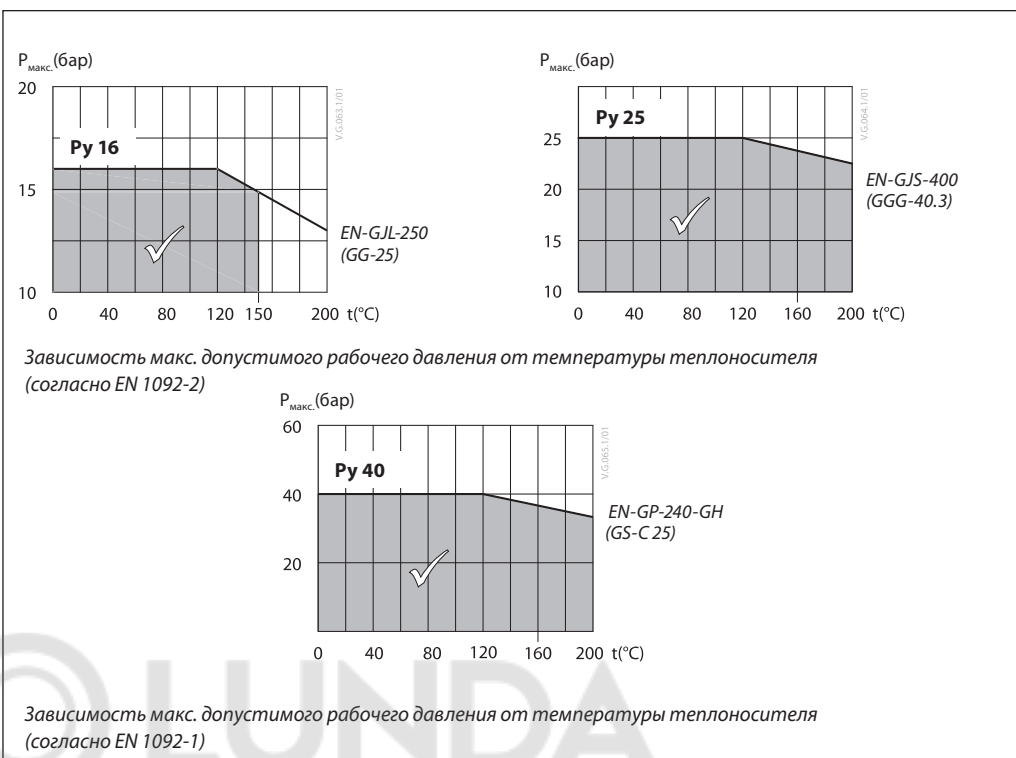 Pмакс.(бар)
20
15
10
Ру 16
V.G.063.1/01
EN-GJL-250
(GG-25)
0 40 80 120 150 200 t(°C)
Pмакс.(бар)
25
20
15
10
Ру 25
V.G.064.1/01
EN-GJS-400
(GGG-40.3)
0 40 80 120 160 200 t(°C)
Зависимость макс. допустимого рабочего давления от температуры теплоносителя
(согласно EN 1092-2)
Pмакс.(бар)
60
40
20
Ру 40
V.G.065.1/01
EN-GP-240-GH
(GS-C 25)
0 40 80 120 160 200 t(°C)
LUNDA
Зависимость макс. допустимого рабочего давления от температуры теплоносителя
(согласно EN 1092-1)